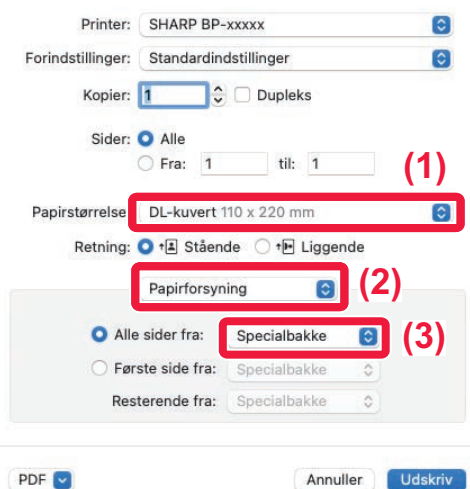 Printer: SHARP BP-xxxxx
Forindstillinger: Standardindstillinger
Kopier: 1 Dupleks
Sider: Alle
Fra: 1 til: 1
(1)
Papirstørrelse DL-kuvert 110 x 220 mm
Retning: Stående Liggende
Papirforsyning (2)
Alle sider fra: Specialbakke (3)
Første side fra: Specialbakke
Resterende fra: Specialbakke
PDF Annuller Udskriv